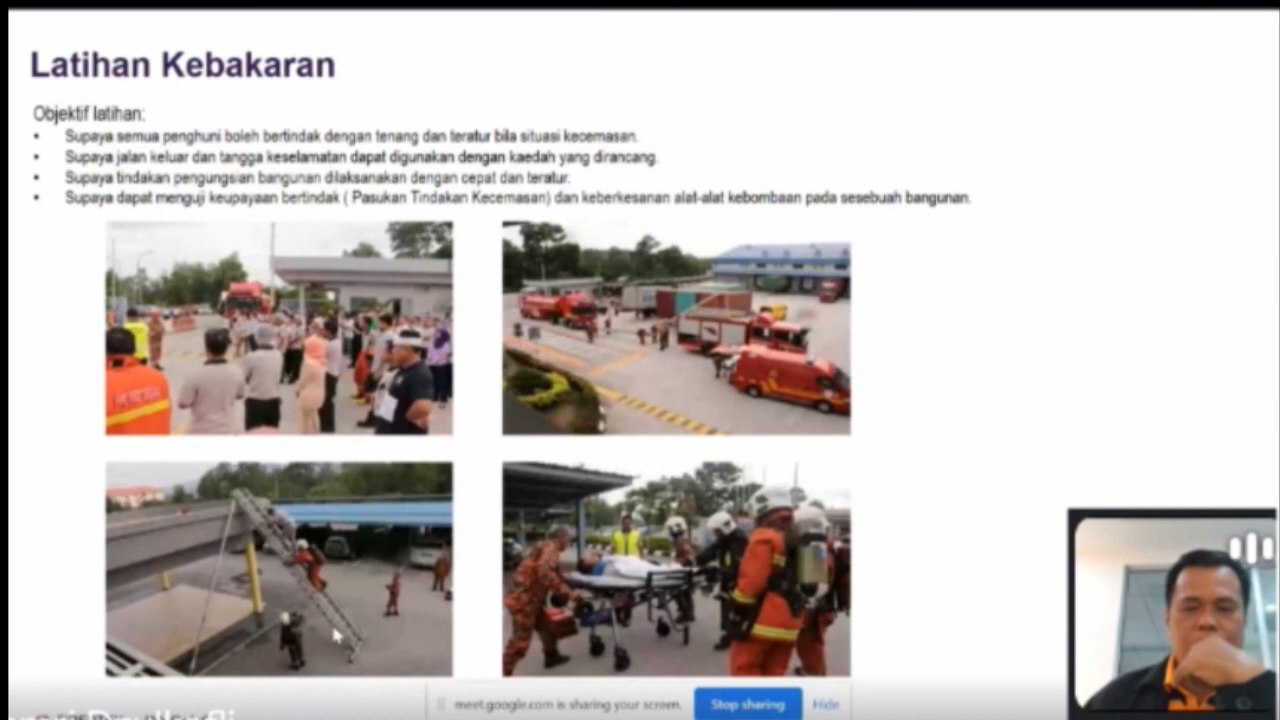 Latihan Kebakaran
Objektif latihan:
• Supaya semua penghuni boleh bertindak dengan tenang dan teratur bila situasi kecemasan.
• Supaya jalan keluar dan tangga keselamatan dapat digunakan dengan kaedah yang dirancang.
• Supaya tindakan pengungsian bangunan dilaksanakan dengan cepat dan teratur.
• Supaya dapat menguji keupayaan bertindak ( Pasukan Tindakan Kecemasan) dan keberkesanan alat-alat kebombaan pada sesebuah bangunan.
meet.google.com is sharing your screen.
Stop sharing
Hide